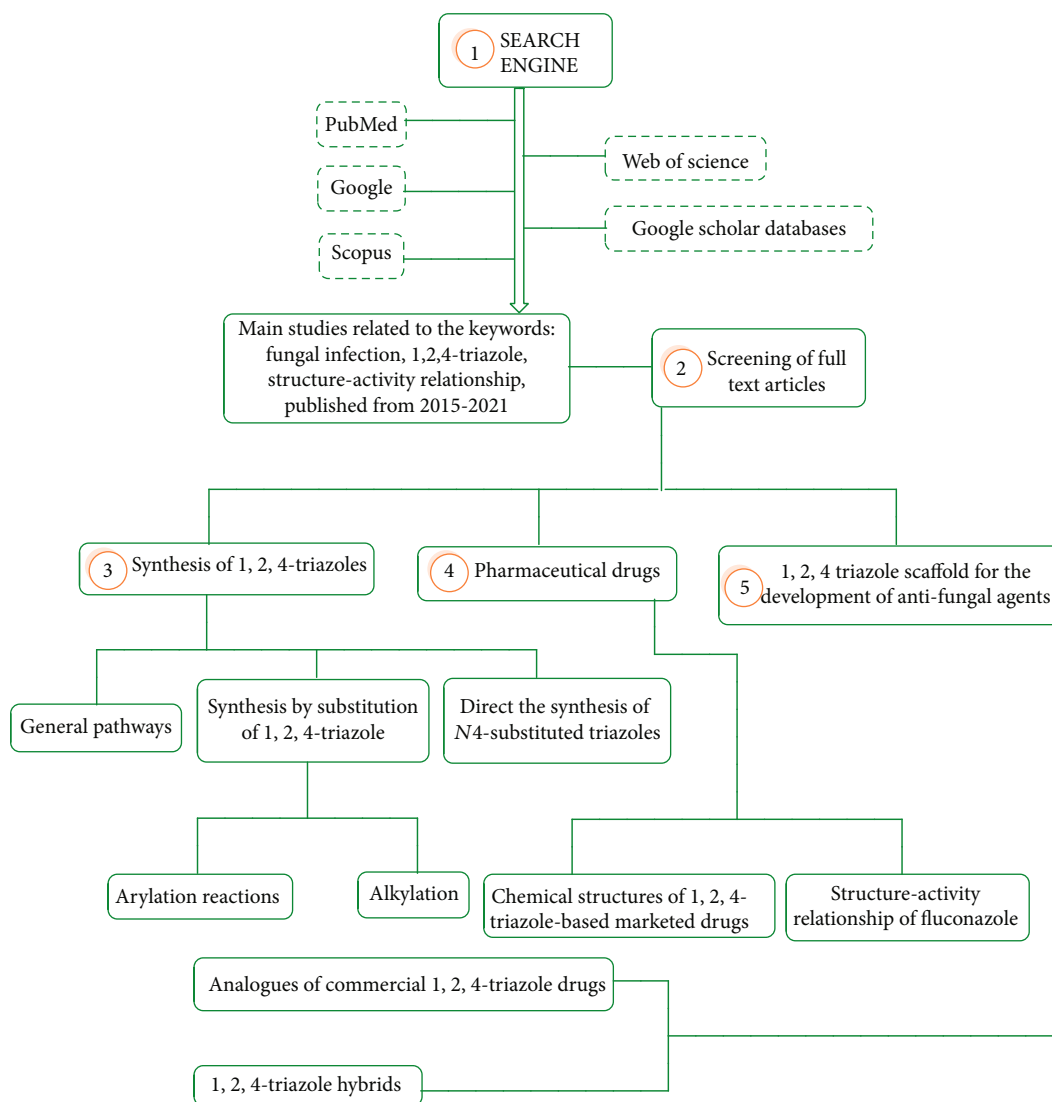 1
SEARCH
ENGINE
PubMed
Web of science
Google
Google scholar databases
Scopus
Main studies related to the keywords:
fungal infection, 1,2,4-triazole,
structure-activity relationship,
published from 2015-2021
2
Screening of full
text articles
3
Synthesis of 1, 2, 4-triazoles
4
Pharmaceutical drugs
5
1, 2, 4 triazole scaffold for the
development of anti-fungal agents
General pathways
Synthesis by substitution
of 1, 2, 4-triazole
Direct the synthesis of
N4-substituted triazoles
Arylation reactions
Alkylation
Chemical structures of 1, 2, 4-
triazole-based marketed drugs
Structure-activity
relationship of fluconazole
Analogues of commercial 1, 2, 4-triazole drugs
1, 2, 4-triazole hybrids